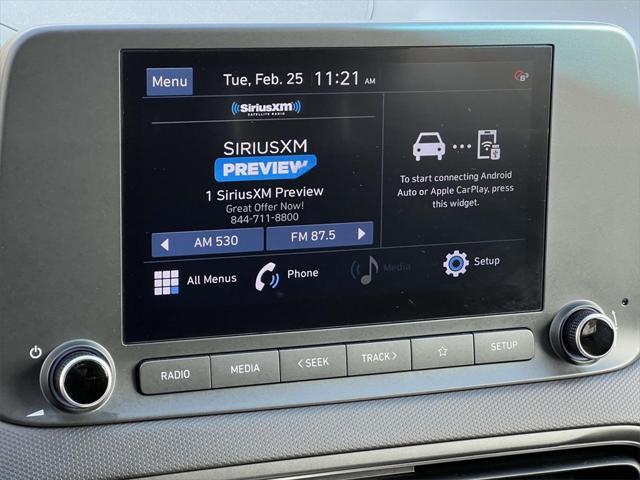 Menu
Tue, Feb. 25
11:21 AM
SiriusXM
SATELLITE RADIO
SIRIUSXM
PREVIEW
1 SiriusXM Preview
Great Offer Now!
844-711-8800
AM 530
FM 87.5
To start connecting Android
Auto or Apple CarPlay, press
this widget.
All Menus
Phone
Media
Setup
RADIO
MEDIA
< SEEK
TRACK >
SETUP